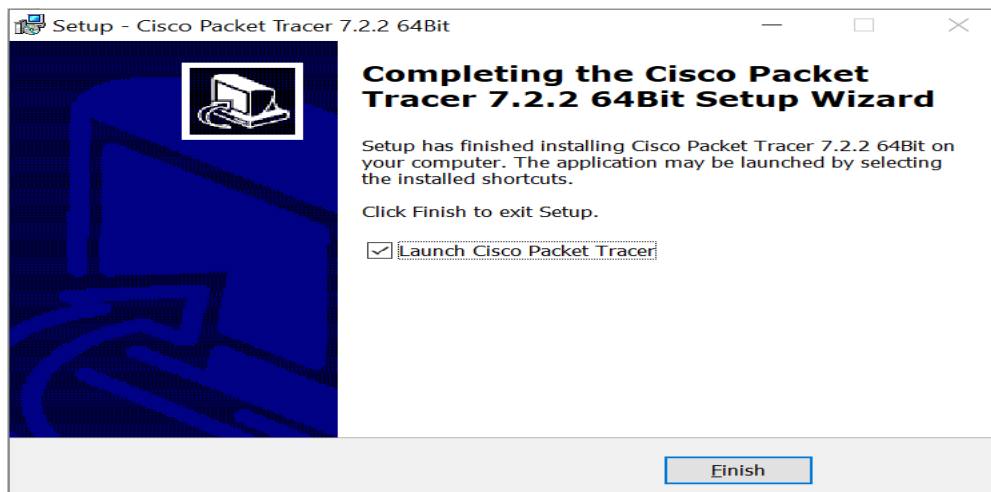 Setup - Cisco Packet Tracer 7.2.2 64Bit
Completing the Cisco Packet
Tracer 7.2.2 64Bit Setup Wizard
Setup has finished installing Cisco Packet Tracer 7.2.2 64Bit on
your computer. The application may be launched by selecting
the installed shortcuts.
Click Finish to exit Setup.
Launch Cisco Packet Tracer
Finish